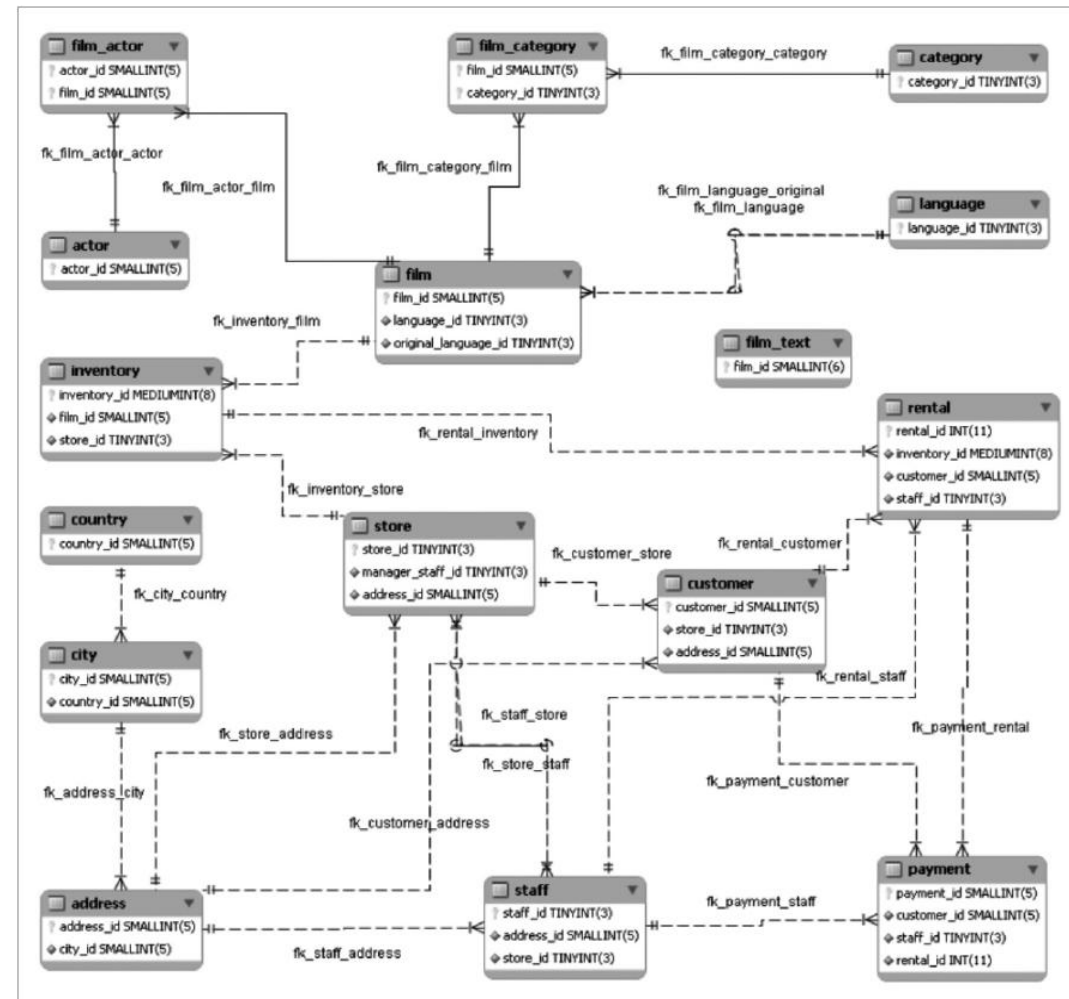 film_actor
actor_id SMALLINT(5)
film_id SMALLINT(5)
film_category
film_id SMALLINT(5)
category_id TINYINT(3)
fk_film_category_category
category
category_id TINYINT(3)
fk_film_actor_actor
fk_film_actor_film
fk_film_category_film
fk_film_language_original
fk_film_language
language
language_id TINYINT(3)
actor
actor_id SMALLINT(5)
film
film_id SMALLINT(5)
language_id TINYINT(3)
original_language_id TINYINT(3)
fk_inventory_film
film_text
film_id SMALLINT(6)
inventory
inventory_id MEDIUMINT(8)
film_id SMALLINT(5)
store_id TINYINT(3)
fk_rental_inventory
rental
rental_id INT(11)
inventory_id MEDIUMINT(8)
customer_id SMALLINT(5)
staff_id TINYINT(3)
fk_inventory_store
country
country_id SMALLINT(5)
store
store_id TINYINT(3)
manager_staff_id TINYINT(3)
address_id SMALLINT(5)
fk_customer_store
fk_rental_customer
customer
customer_id SMALLINT(5)
store_id TINYINT(3)
address_id SMALLINT(5)
fk_city_country
city
city_id SMALLINT(5)
country_id SMALLINT(5)
fk_rental_staff
fk_staff_store
fk_store_address
fk_store_staff
fk_payment_rental
fk_payment_customer
fk_address_city
fk_customer_address
address
address_id SMALLINT(5)
city_id SMALLINT(5)
fk_staff_address
staff
staff_id TINYINT(3)
address_id SMALLINT(5)
store_id TINYINT(3)
fk_payment_staff
payment
payment_id SMALLINT(5)
customer_id SMALLINT(5)
staff_id TINYINT(3)
rental_id INT(11)